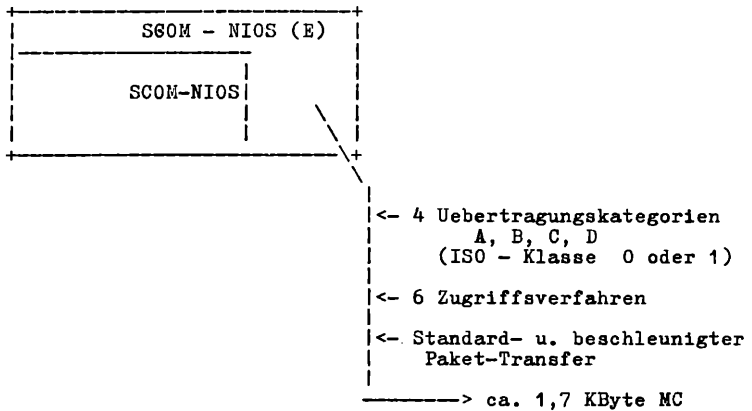 SCOM - NIOS (E)
SCOM-NIOS
<- 4 Uebertragungskategorien
A, B, C, D
(ISO - Klasse 0 oder 1)
<- 6 Zugriffsverfahren
<- Standard- u. beschleunigter
Paket-Transfer
-> ca. 1,7 KByte MC